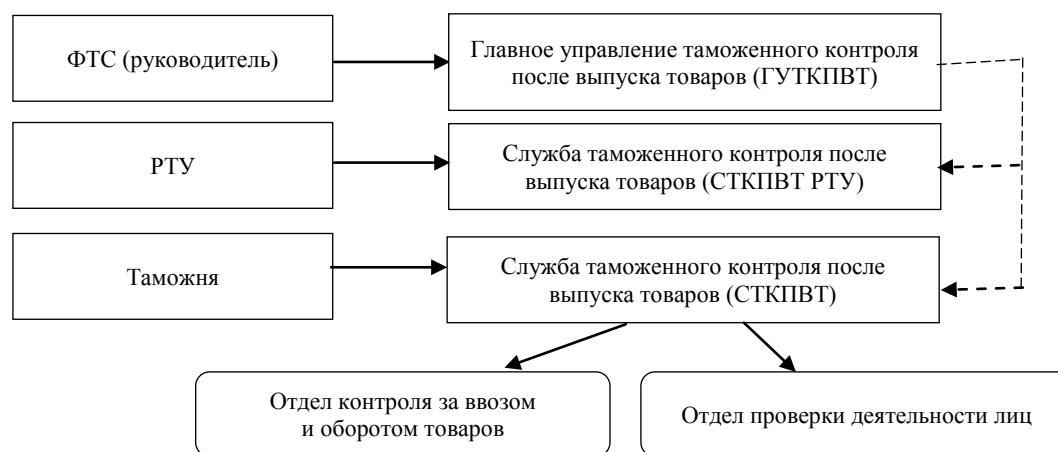 ФТС (руководитель)
Главное управление таможенного контроля
после выпуска товаров (ГУТКПВТ)
РТУ
Служба таможенного контроля после
выпуска товаров (СТКПВТ РТУ)
Таможня
Служба таможенного контроля после
выпуска товаров (СТКПВТ)
Отдел контроля за ввозом
и оборотом товаров
Отдел проверки деятельности лиц